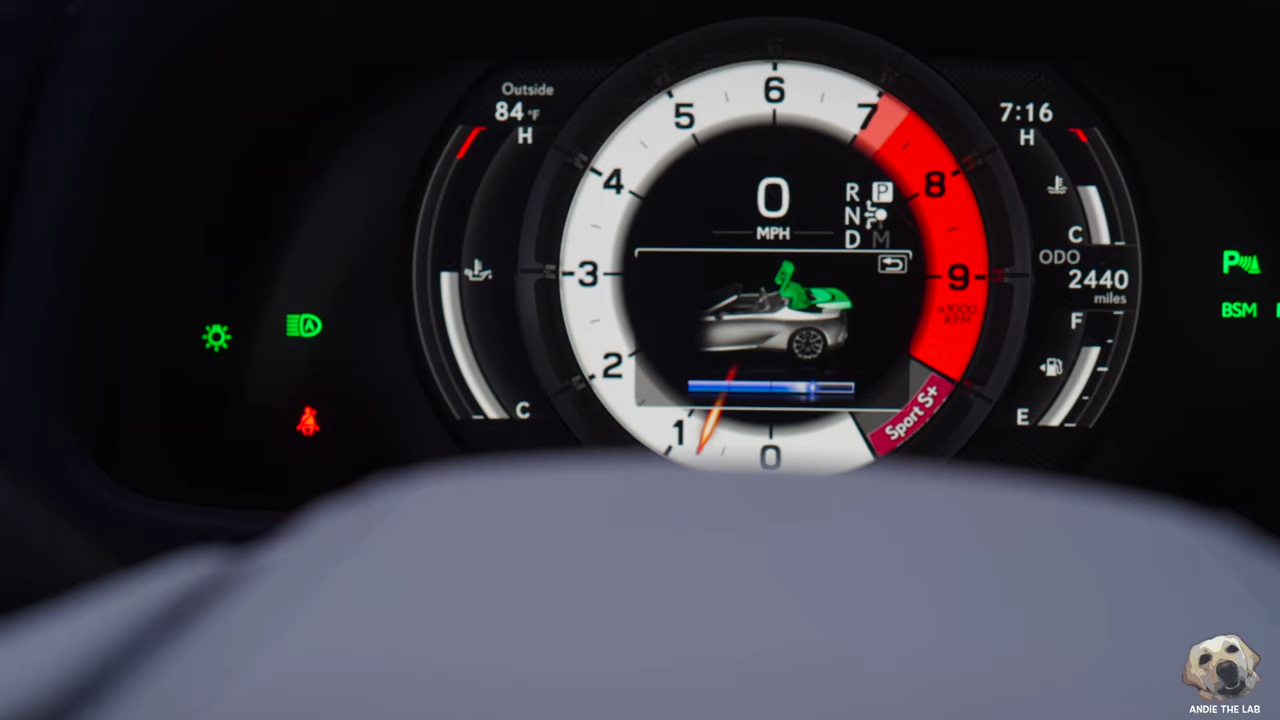 Outside
84 °F
H
C
6
5
7
4
8
3
9
2
1
0
x1000
RPM
0
MPH
R P
N
D M
Sport S+
7:16
H
C
ODO
2440
miles
F
E
A
P
BSM
ANDIE THE LAB